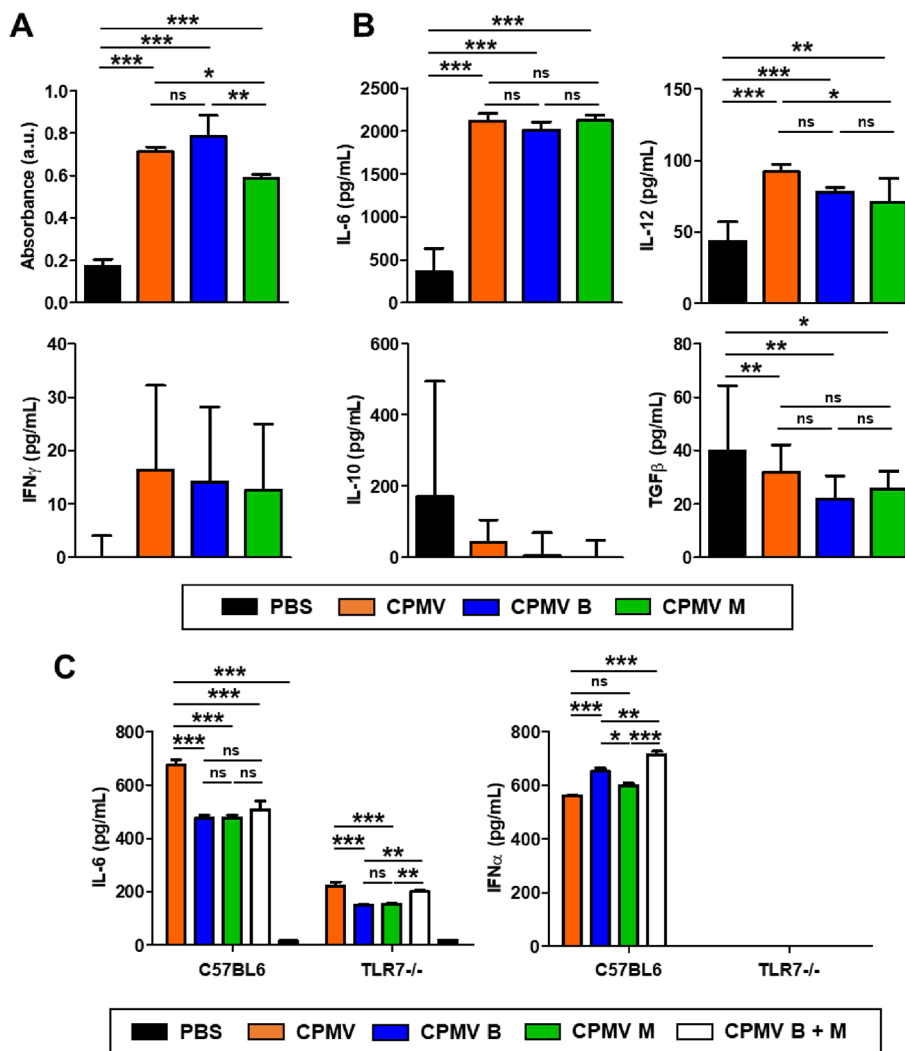 A
***
***
***
*
ns
**
Absorbance (a.u.)
1.0
0.8
0.6
0.4
0.2
0.0
B
***
***
***
ns
ns
ns
IL-6 (pg/mL)
2500
2000
1500
1000
500
0
**
***
***
*
ns
ns
IL-12 (pg/mL)
150
100
50
0
IFNγ (pg/mL)
40
30
20
10
0
IL-10 (pg/mL)
600
400
200
0
*
**
**
ns
ns
ns
TGFβ (pg/mL)
80
60
40
20
0
PBS CPMV CPMV B CPMV M
C
***
***
***
***
ns
ns
ns
***
***
**
ns
**
IL-6 (pg/mL)
800
600
400
200
0
C57BL6 TLR7-/-
***
ns
***
**
*
***
IFNα (pg/mL)
800
600
400
200
0
C57BL6 TLR7-/-
PBS CPMV CPMV B CPMV M CPMV B + M